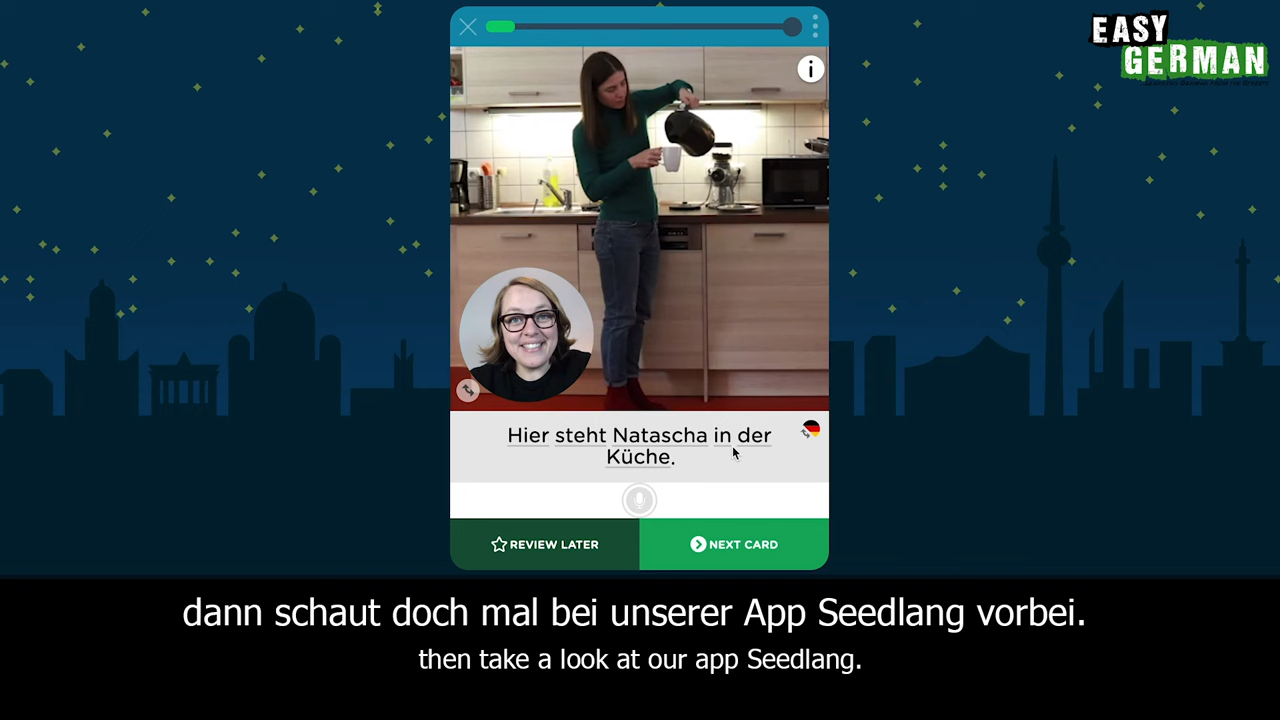 EASY
GERMAN
Hier steht Natascha in der
Küche.
REVIEW LATER
NEXT CARD
dann schaut doch mal bei unserer App Seedlang vorbei.
then take a look at our app Seedlang.